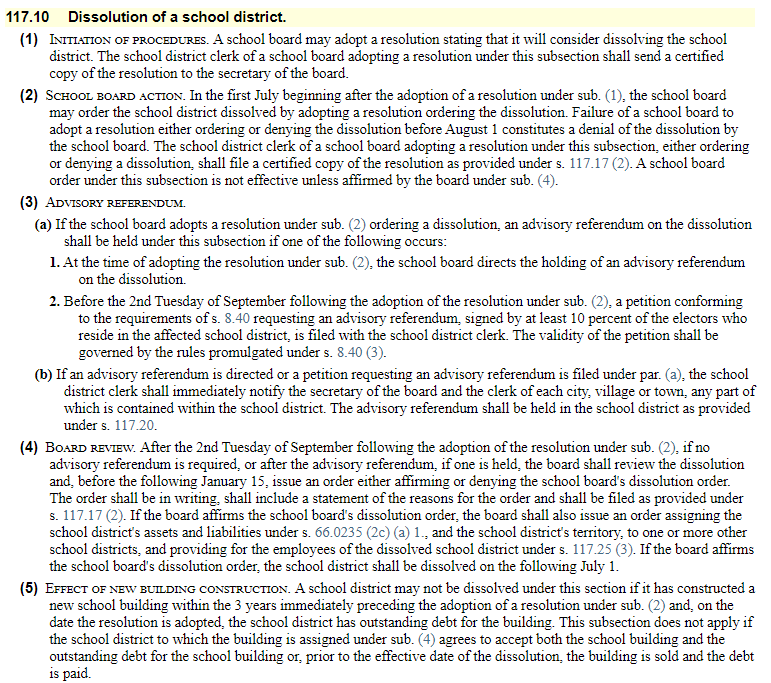 117.10 Dissolution of a school district.
(1) INITIATION OF PROCEDURES. A school board may adopt a resolution stating that it will consider dissolving the school
district. The school district clerk of a school board adopting a resolution under this subsection shall send a certified
copy of the resolution to the secretary of the board.
(2) SCHOOL BOARD ACTION. In the first July beginning after the adoption of a resolution under sub. (1), the school board
may order the school district dissolved by adopting a resolution ordering the dissolution. Failure of a school board to
adopt a resolution either ordering or denying the dissolution before August 1 constitutes a denial of the dissolution by
the school board. The school district clerk of a school board adopting a resolution under this subsection, either ordering
or denying a dissolution, shall file a certified copy of the resolution as provided under s. 117.17 (2). A school board
order under this subsection is not effective unless affirmed by the board under sub. (4).
(3) ADVISORY REFERENDUM.
(a) If the school board adopts a resolution under sub. (2) ordering a dissolution, an advisory referendum on the dissolution
shall be held under this subsection if one of the following occurs:
1. At the time of adopting the resolution under sub. (2), the school board directs the holding of an advisory referendum
on the dissolution.
2. Before the 2nd Tuesday of September following the adoption of the resolution under sub. (2), a petition conforming
to the requirements of s. 8.40 requesting an advisory referendum, signed by at least 10 percent of the electors who
reside in the affected school district, is filed with the school district clerk. The validity of the petition shall be
governed by the rules promulgated under s. 8.40 (3).
(b) If an advisory referendum is directed or a petition requesting an advisory referendum is filed under par. (a), the school
district clerk shall immediately notify the secretary of the board and the clerk of each city, village or town, any part of
which is contained within the school district. The advisory referendum shall be held in the school district as provided
under s. 117.20.
(4) BOARD REVIEW. After the 2nd Tuesday of September following the adoption of the resolution under sub. (2), if no
advisory referendum is required, or after the advisory referendum, if one is held, the board shall review the dissolution
and, before the following January 15, issue an order either affirming or denying the school board's dissolution order.
The order shall be in writing, shall include a statement of the reasons for the order and shall be filed as provided under
s. 117.17 (2). If the board affirms the school board's dissolution order, the board shall also issue an order assigning the
school district's assets and liabilities under s. 66.0235 (2c) (a) 1., and the school district's territory, to one or more other
school districts, and providing for the employees of the dissolved school district under s. 117.25 (3). If the board affirms
the school board's dissolution order, the school district shall be dissolved on the following July 1.
(5) EFFECT OF NEW BUILDING CONSTRUCTION. A school district may not be dissolved under this section if it has constructed a
new school building within the 3 years immediately preceding the adoption of a resolution under sub. (2) and, on the
date the resolution is adopted, the school district has outstanding debt for the building. This subsection does not apply if
the school district to which the building is assigned under sub. (4) agrees to accept both the school building and the
outstanding debt for the school building or, prior to the effective date of the dissolution, the building is sold and the debt
is paid.